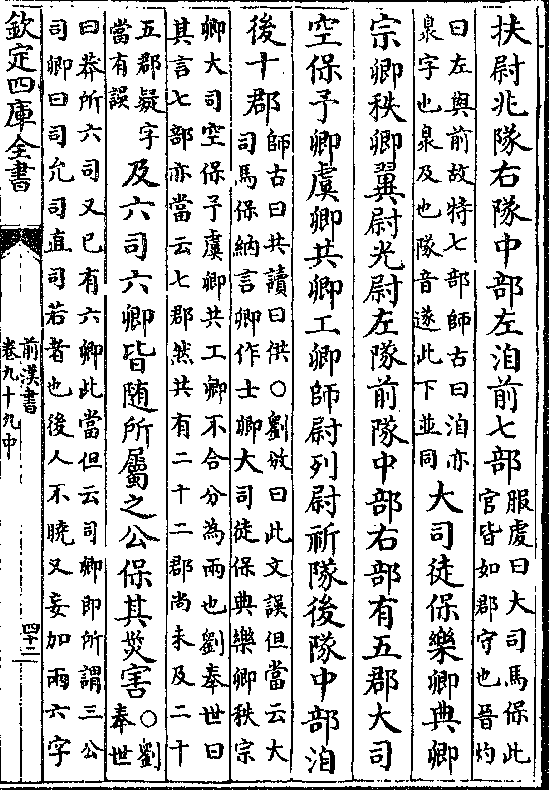 扶尉兆隊右隊中部左洎前七部
服虔曰大司馬保此
官皆如郡守也晉灼
曰左與前故特七部師古曰洎亦
臮字也臮及也隊音遂此下並同
大司徒保樂卿典卿
宗卿秩卿翼尉光尉左隊前隊中部右部有五郡大司
空保予卿虞卿共卿工卿師尉列尉祈隊後隊中部洎
後十郡
師古曰共讀曰供○劉攽曰此文誤但當云大
司馬保納言卿作士卿大司徒保典樂卿秩宗
卿大司空保予虞卿共工卿不合分為兩也劉奉世曰
其言七部亦當云七郡然共有二十二郡尚未及二十
五郡疑字
當有誤
及六司六卿皆随所屬之公保其災害
○劉
奉世
曰莽所六司又已有六卿此當但云司卿即所謂三公
司卿曰司允司直司若者也後人不曉又妄加兩六字
欽定四庫全書
前漢書
卷九十九中
四十二